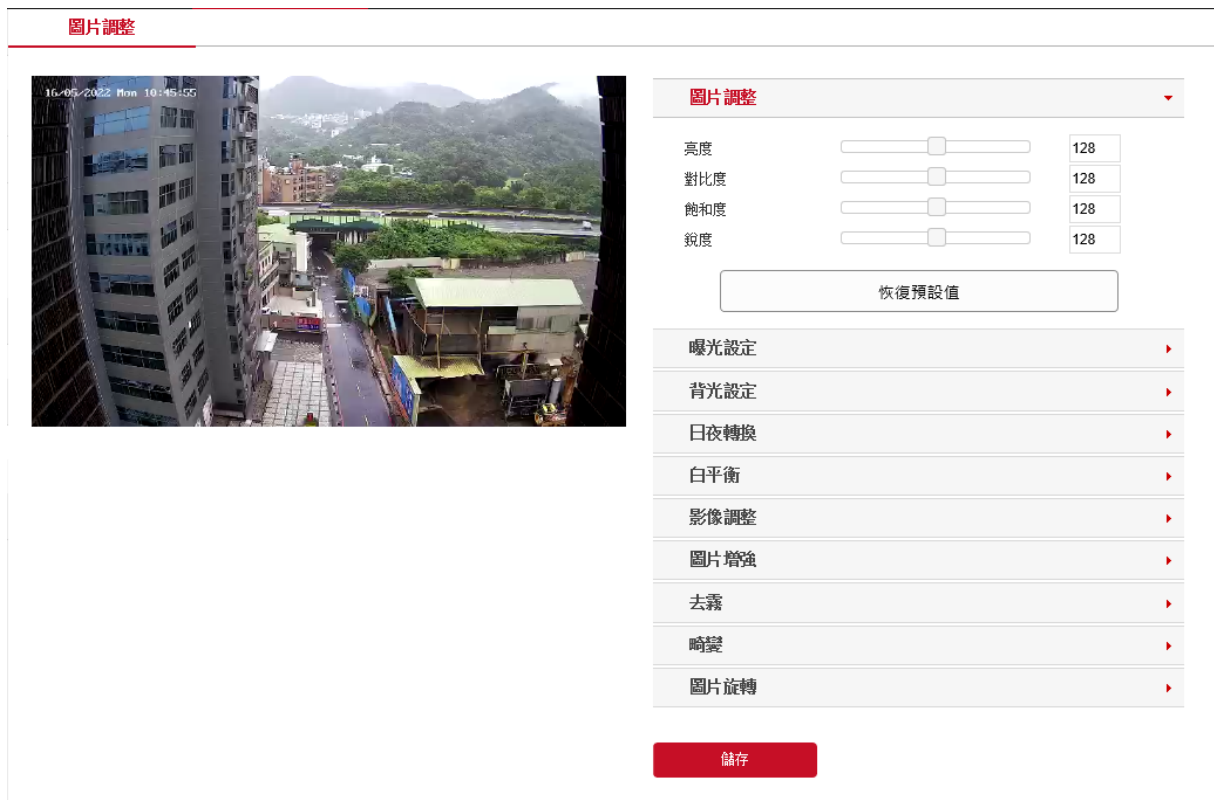 圖片調整
16/05/2022 Mon 10:45:55
圖片調整
亮度 128
對比度 128
飽和度 128
銳度 128
恢復預設值
曝光設定
背光設定
日夜轉換
白平衡
影像調整
圖片增強
去霧
畸變
圖片旋轉
儲存